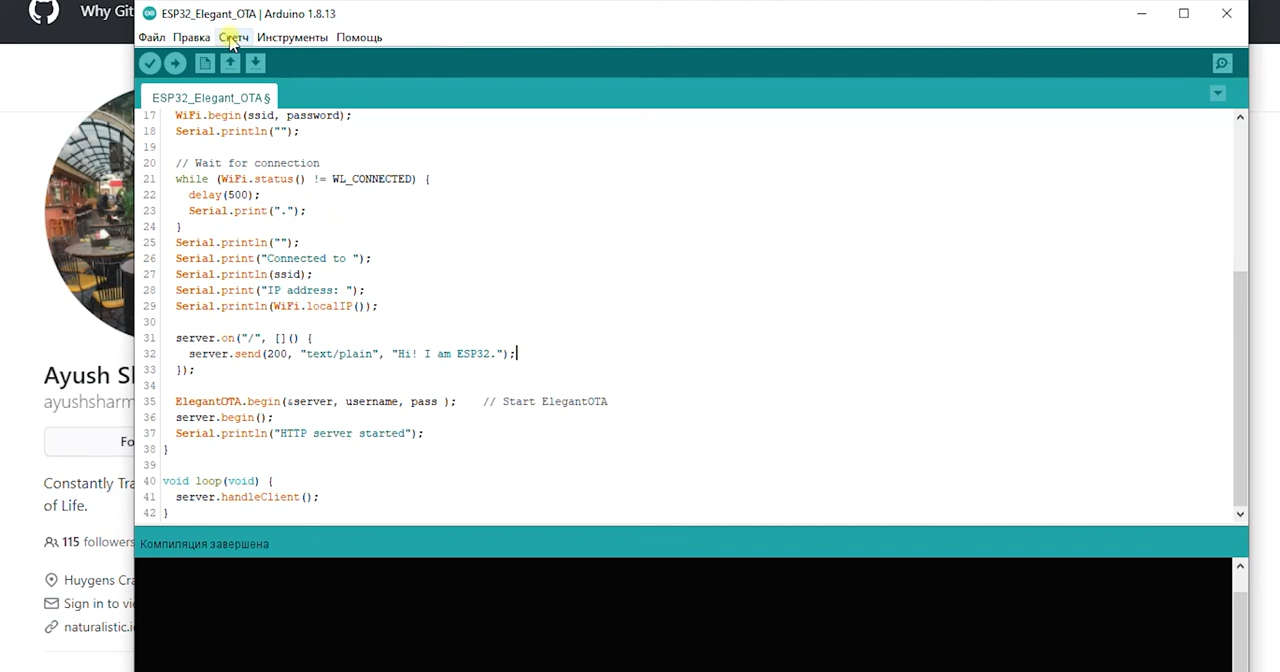 Why Git
ESP32_Elegant_OTA | Arduino 1.8.13
Файл Правка Скетч Инструменты Помощь
ESP32_Elegant_OTA §
17 WiFi.begin(ssid, password);
18 Serial.println("");
19
20 // Wait for connection
21 while (WiFi.status() != WL_CONNECTED) {
22 delay(500);
23 Serial.print(".");
24 }
25 Serial.println("");
26 Serial.print("Connected to ");
27 Serial.println(ssid);
28 Serial.print("IP address: ");
29 Serial.println(WiFi.localIP());
30
31 server.on("/", []() {
32 server.send(200, "text/plain", "Hi! I am ESP32.");
33 });
34
35 ElegantOTA.begin(&server, username, pass ); // Start ElegantOTA
36 server.begin();
37 Serial.println("HTTP server started");
38 }
39
40 void loop(void) {
41 server.handleClient();
42 }
Компиляция завершена
Ayush Sh
ayushsharm
Fo
Constantly Tra
of Life.
115 followers
Huygens Cra
Sign in to vie
naturalistic.i